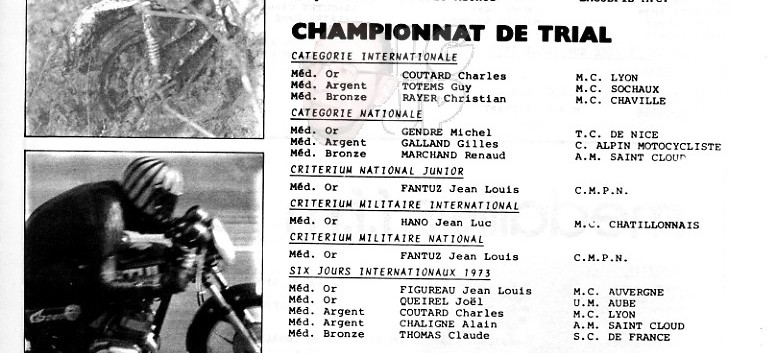 CHAMPIONNAT DE TRIAL
CATEGORIE INTERNATIONALE
Méd. Or COUTARD Charles M.C. LYON
Méd. Argent TOTEMS Guy M.C. SOCHAUX
Méd. Bronze RAYER Christian M.C. CHAVILLE
CATEGORIE NATIONALE
Méd. Or GENDRE Michel T.C. DE NICE
Méd. Argent GALLAND Gilles C. ALPIN MOTOCYCLISTE
Méd. Bronze MARCHAND Renaud A.M. SAINT CLOUD
CRITERIUM NATIONAL JUNIOR
Méd. Or FANTUZ Jean Louis C.M.P.N.
CRITERIUM MILITAIRE INTERNATIONAL
Méd. Or HANO Jean Luc M.C. CHATILLONNAIS
CRITERIUM MILITAIRE NATIONAL
Méd. Or FANTUZ Jean Louis C.M.P.N.
SIX JOURS INTERNATIONAUX 1973
Méd. Or FIGUREAU Jean Louis M.C. AUVERGNE
Méd. Or QUEIREL Joël U.M. AUBE
Méd. Argent COUTARD Charles M.C. LYON
Méd. Argent CHALIGNE Alain A.M. SAINT CLOUD
Méd. Bronze THOMAS Claude S.C. DE FRANCE